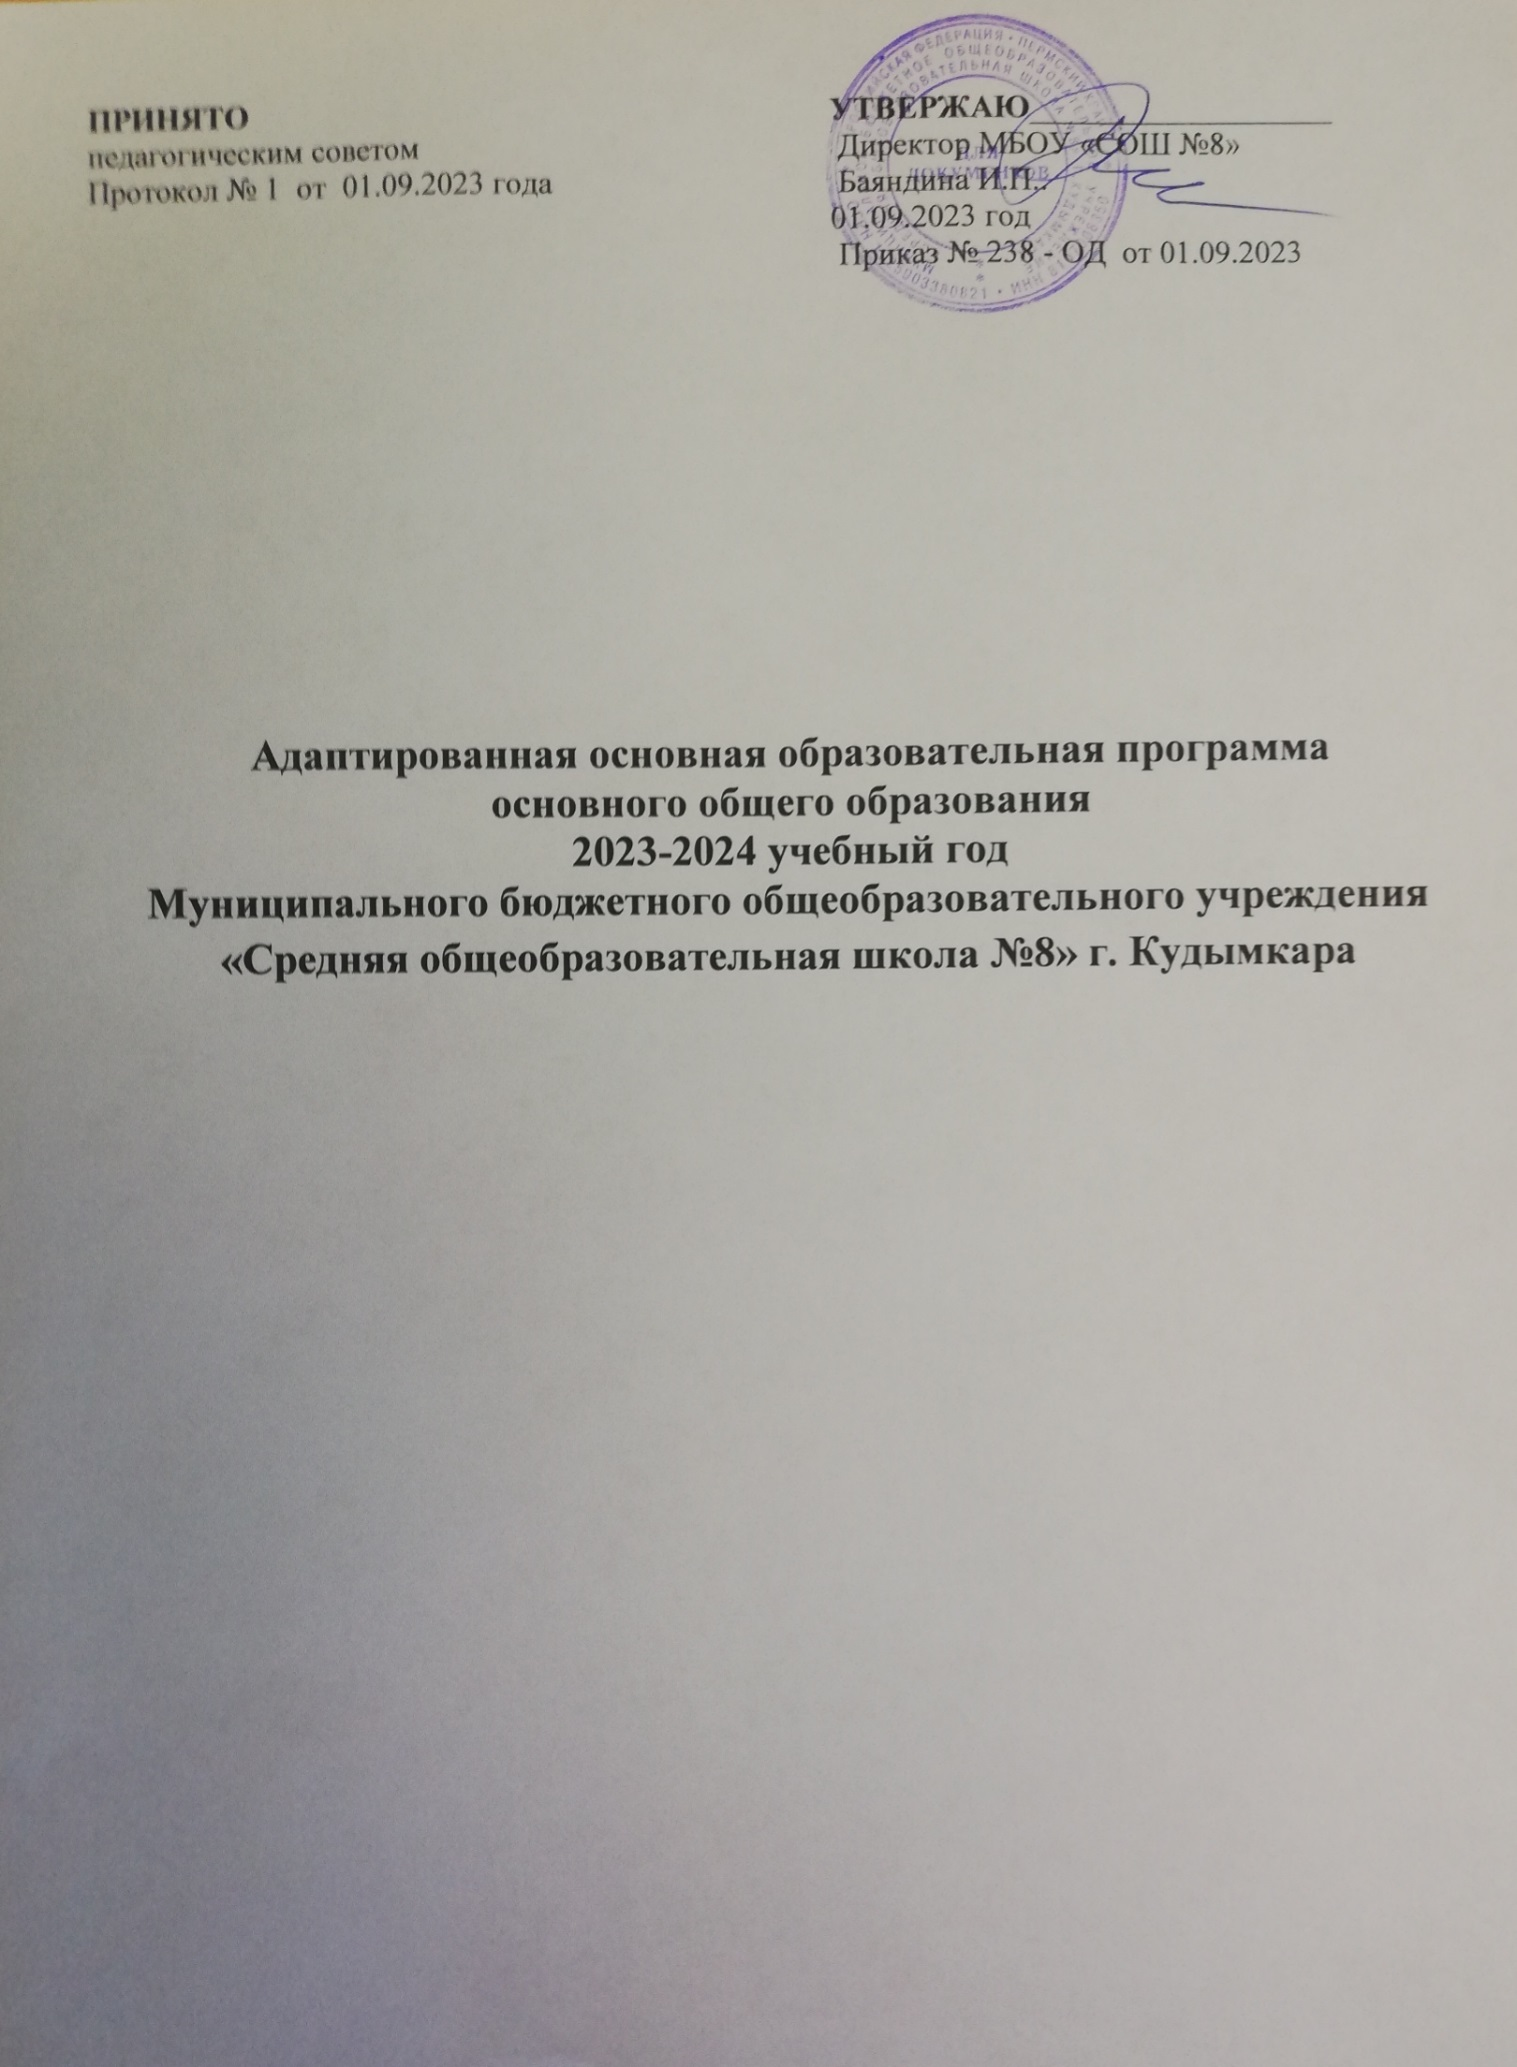 ПРИНЯТО
педагогическим советом
Протокол № 1 от 01.09.2023 года
УТВЕРЖАЮ
Директор МБОУ «СОШ №8»
Баяндина И.П..
01.09.2023 год
Приказ № 238 - ОД от 01.09.2023
ДЛЯ
ДОКУМЕНТОВ
Адаптированная основная образовательная программа
основного общего образования
2023-2024 учебный год
Муниципального бюджетного общеобразовательного учреждения
«Средняя общеобразовательная школа №8» г. Кудымкара